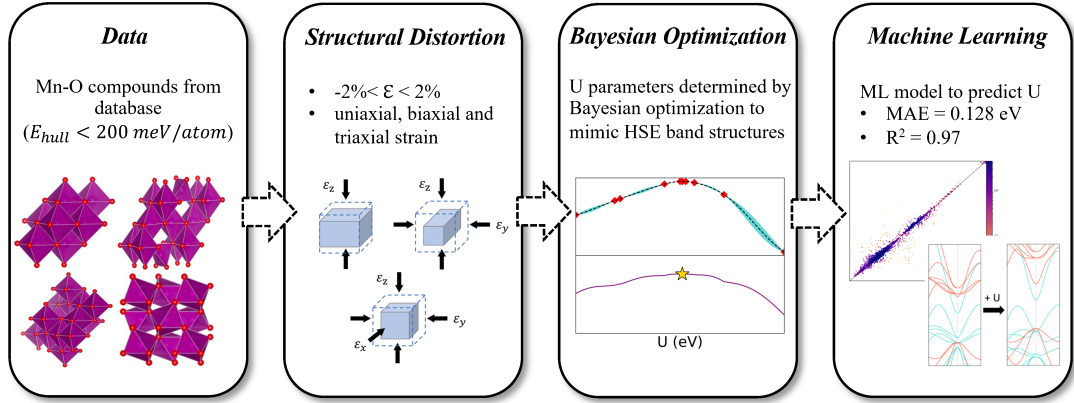 Data
Mn-O compounds from
database
(E_hull < 200 meV/atom)
Structural Distortion
• -2%< Ɛ < 2%
• uniaxial, biaxial and
triaxial strain
ε_z
ε_z
ε_y
ε_z
ε_y
ε_x
Bayesian Optimization
U parameters determined by
Bayesian optimization to
mimic HSE band structures
U (eV)
Machine Learning
ML model to predict U
• MAE = 0.128 eV
• R² = 0.97
+ U